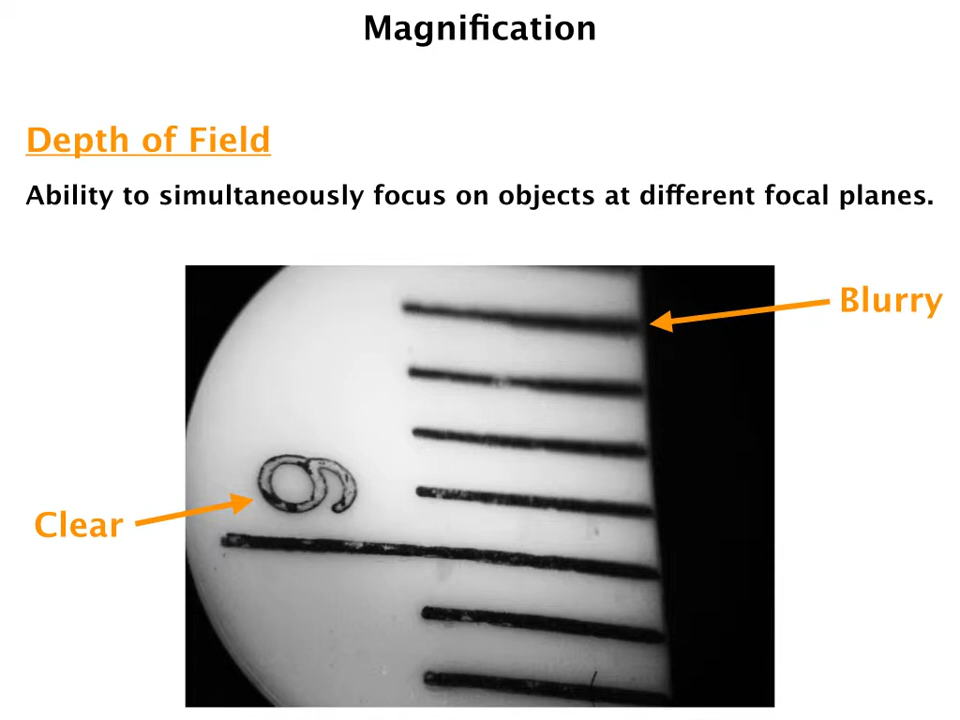 Magnification
Depth of Field
Ability to simultaneously focus on objects at different focal planes.
Blurry
9
Clear